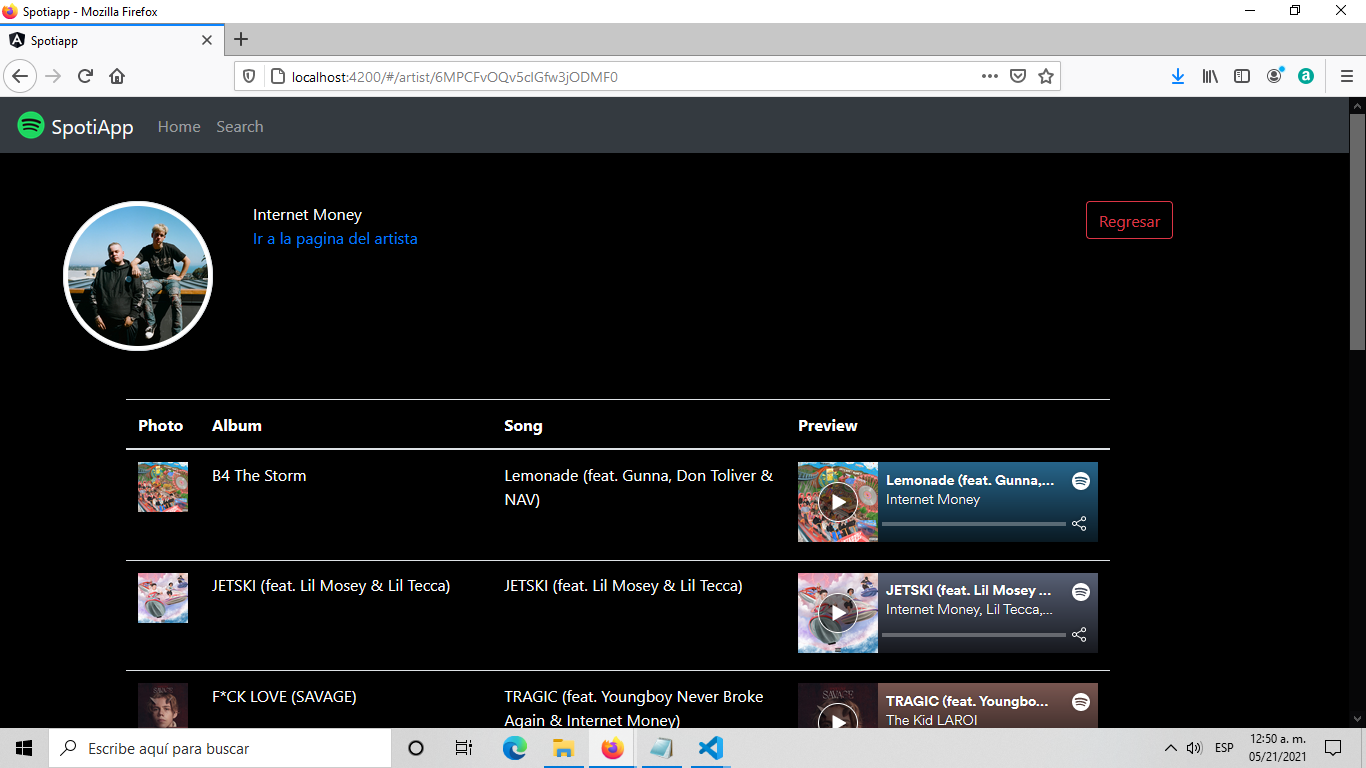 Spotiapp - Mozilla Firefox
Spotiapp
localhost:4200/#/artist/6MPCFvOQv5cIGfw3jODMF0
SpotiApp Home Search
Internet Money
Ir a la pagina del artista
Regresar
Photo Album Song Preview
B4 The Storm
Lemonade (feat. Gunna, Don Toliver &
NAV)
Lemonade (feat. Gunna,...
Internet Money
JETSKI (feat. Lil Mosey & Lil Tecca)
JETSKI (feat. Lil Mosey & Lil Tecca)
JETSKI (feat. Lil Mosey ...
Internet Money, Lil Tecca,...
SAVAGE
F*CK LOVE (SAVAGE)
TRAGIC (feat. Youngboy Never Broke
Again & Internet Money)
SAVAGE
TRAGIC (feat. Youngbo...
The Kid LAROI
Escribe aquí para buscar
ESP
12:50 a. m.
05/21/2021